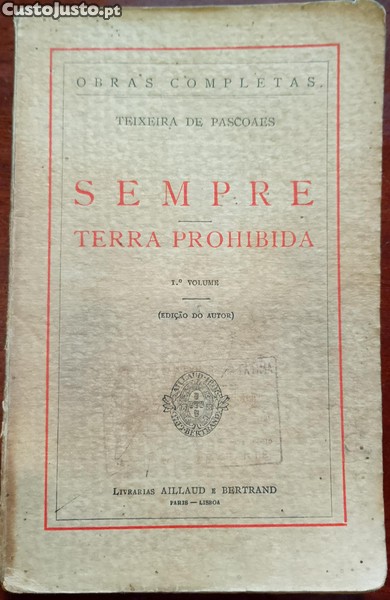 CustoJusto.pt
OBRAS COMPLETAS
TEIXEIRA DE PASCOAES
SEMPRE
TERRA PROHIBIDA
1.º VOLUME
(EDIÇÃO DO AUTOR)
LIVRARIAS AILLAUD E BERTRAND
PARIS — LISBOA